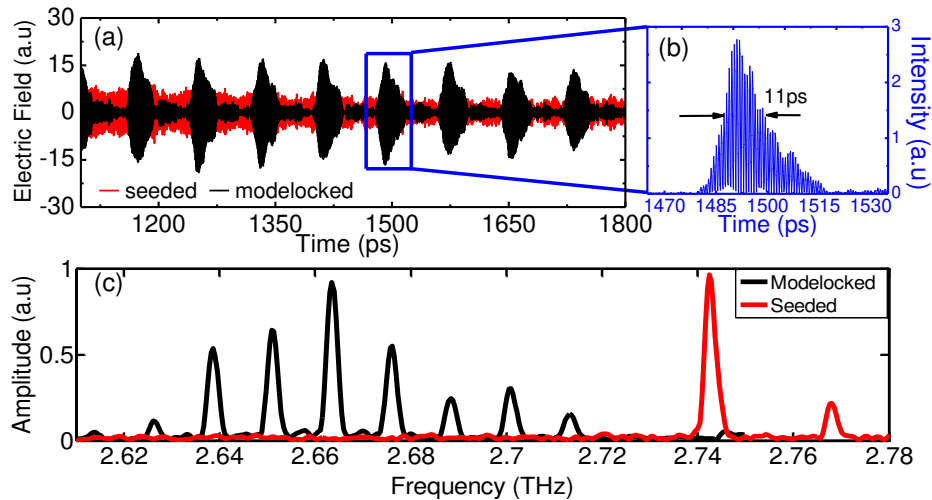 (a)
30
15
0
-15
-30
Electric Field (a.u)
seeded modelocked
1200 1350 1500 1650 1800
Time (ps)
(b)
11ps
3
2
1
0
Intensity (a.u)
1470 1485 1500 1515 1530
Time (ps)
(c)
1
0.5
0
Amplitude (a.u)
Modelocked
Seeded
2.62 2.64 2.66 2.68 2.7 2.72 2.74 2.76 2.78
Frequency (THz)